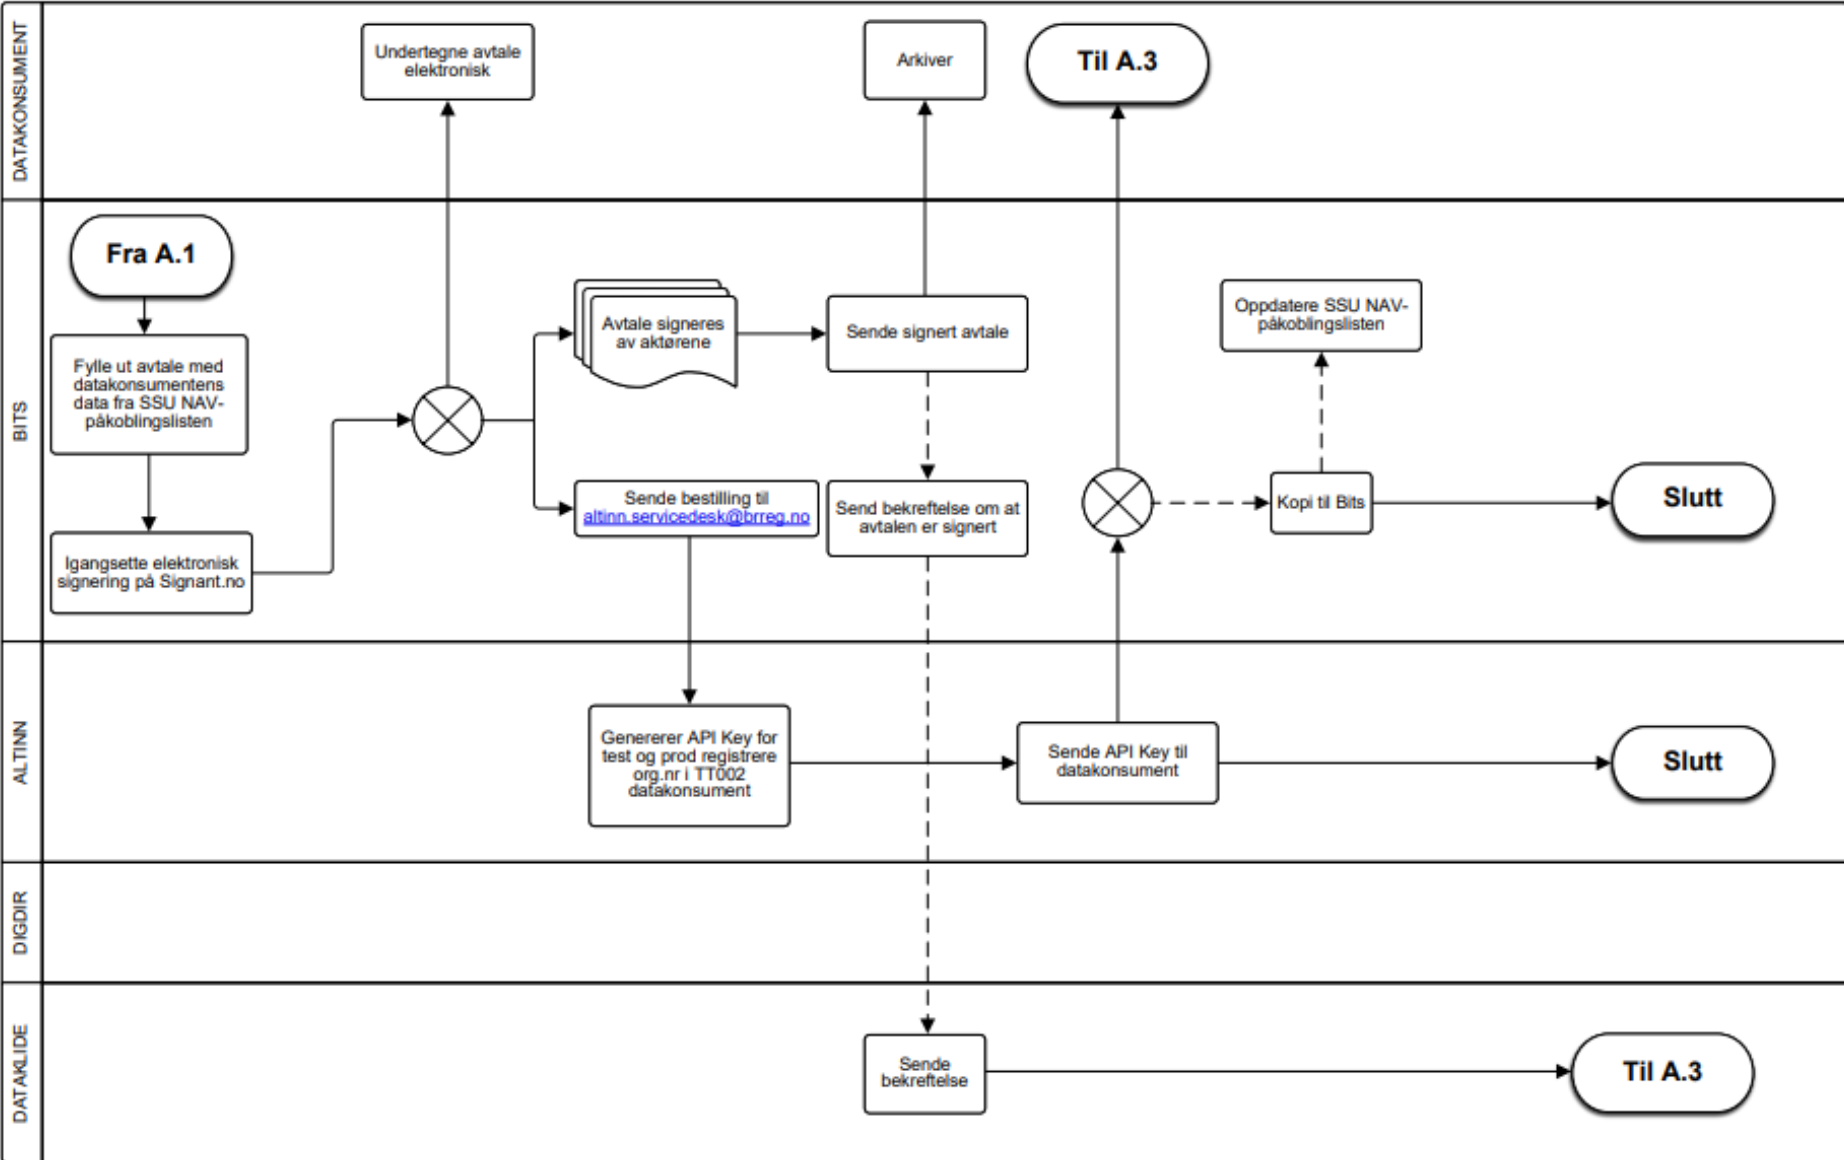 DATAKONSUMENT
Undertegne avtale
elektronisk
Arkiver
Til A.3
BITS
Fra A.1
Fylle ut avtale med
datakonsumentens
data fra SSU NAV-
påkoblingslisten
Igangsette elektronisk
signering på Signant.no
Avtale signeres
av aktørene
Sende signert avtale
Sende bestilling til
altinn.servicedesk@brreg.no
Send bekreftelse om at
avtalen er signert
Oppdatere SSU NAV-
påkoblingslisten
Kopi til Bits
Slutt
ALTINN
Genererer API Key for
test og prod registrere
org.nr i TT002
datakonsument
Sende API Key til
datakonsument
Slutt
DIGDIR
DATAKLIDE
Sende
bekreftelse
Til A.3